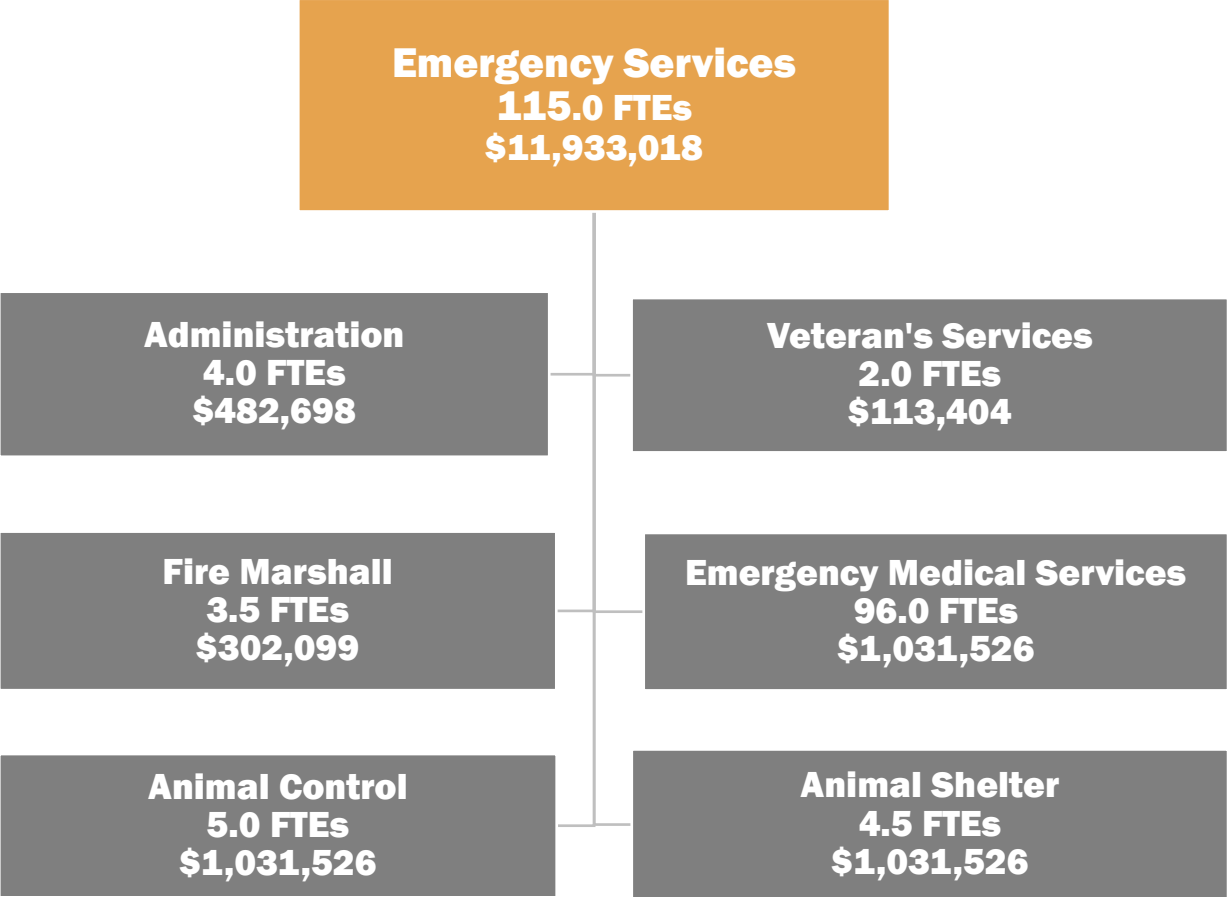 Emergency Services
115.0 FTEs
$11,933,018
Administration
4.0 FTEs
$482,698
Veteran's Services
2.0 FTEs
$113,404
Fire Marshall
3.5 FTEs
$302,099
Emergency Medical Services
96.0 FTEs
$1,031,526
Animal Control
5.0 FTEs
$1,031,526
Animal Shelter
4.5 FTEs
$1,031,526